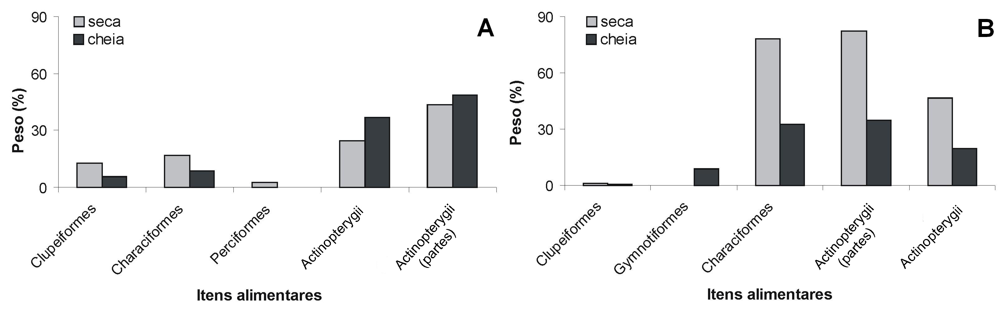 90
60
30
0
Peso (%)
seca
cheia
A
Clupeiformes
Characiformes
Perciformes
Actinopterygii
Actinopterygii
(partes)
Itens alimentares
90
60
30
0
Peso (%)
seca
cheia
B
Clupeiformes
Gymnotiformes
Characiformes
Actinopterygii
(partes)
Actinopterygii
Itens alimentares